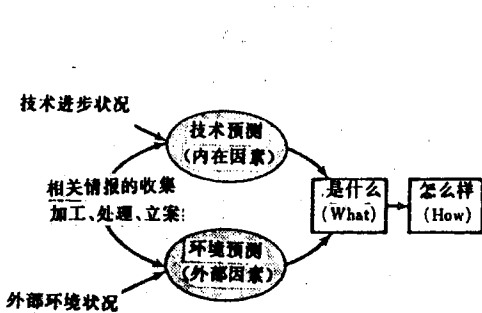 技术进步状况
技术预测
(内在因素)
相关情报的收集
加工、处理、立案
是什么
(What)
怎么样
(How)
环境预测
(外部因素)
外部环境状况